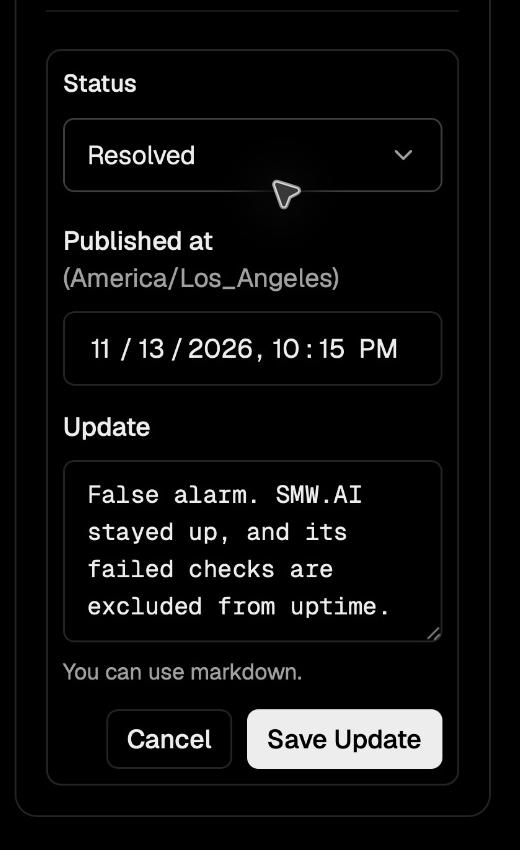 Status
Resolved
Published at
(America/Los_Angeles)
11 / 13 / 2026, 10 : 15 PM
Update
False alarm. SMW.AI
stayed up, and its
failed checks are
excluded from uptime.
You can use markdown.
Cancel Save Update